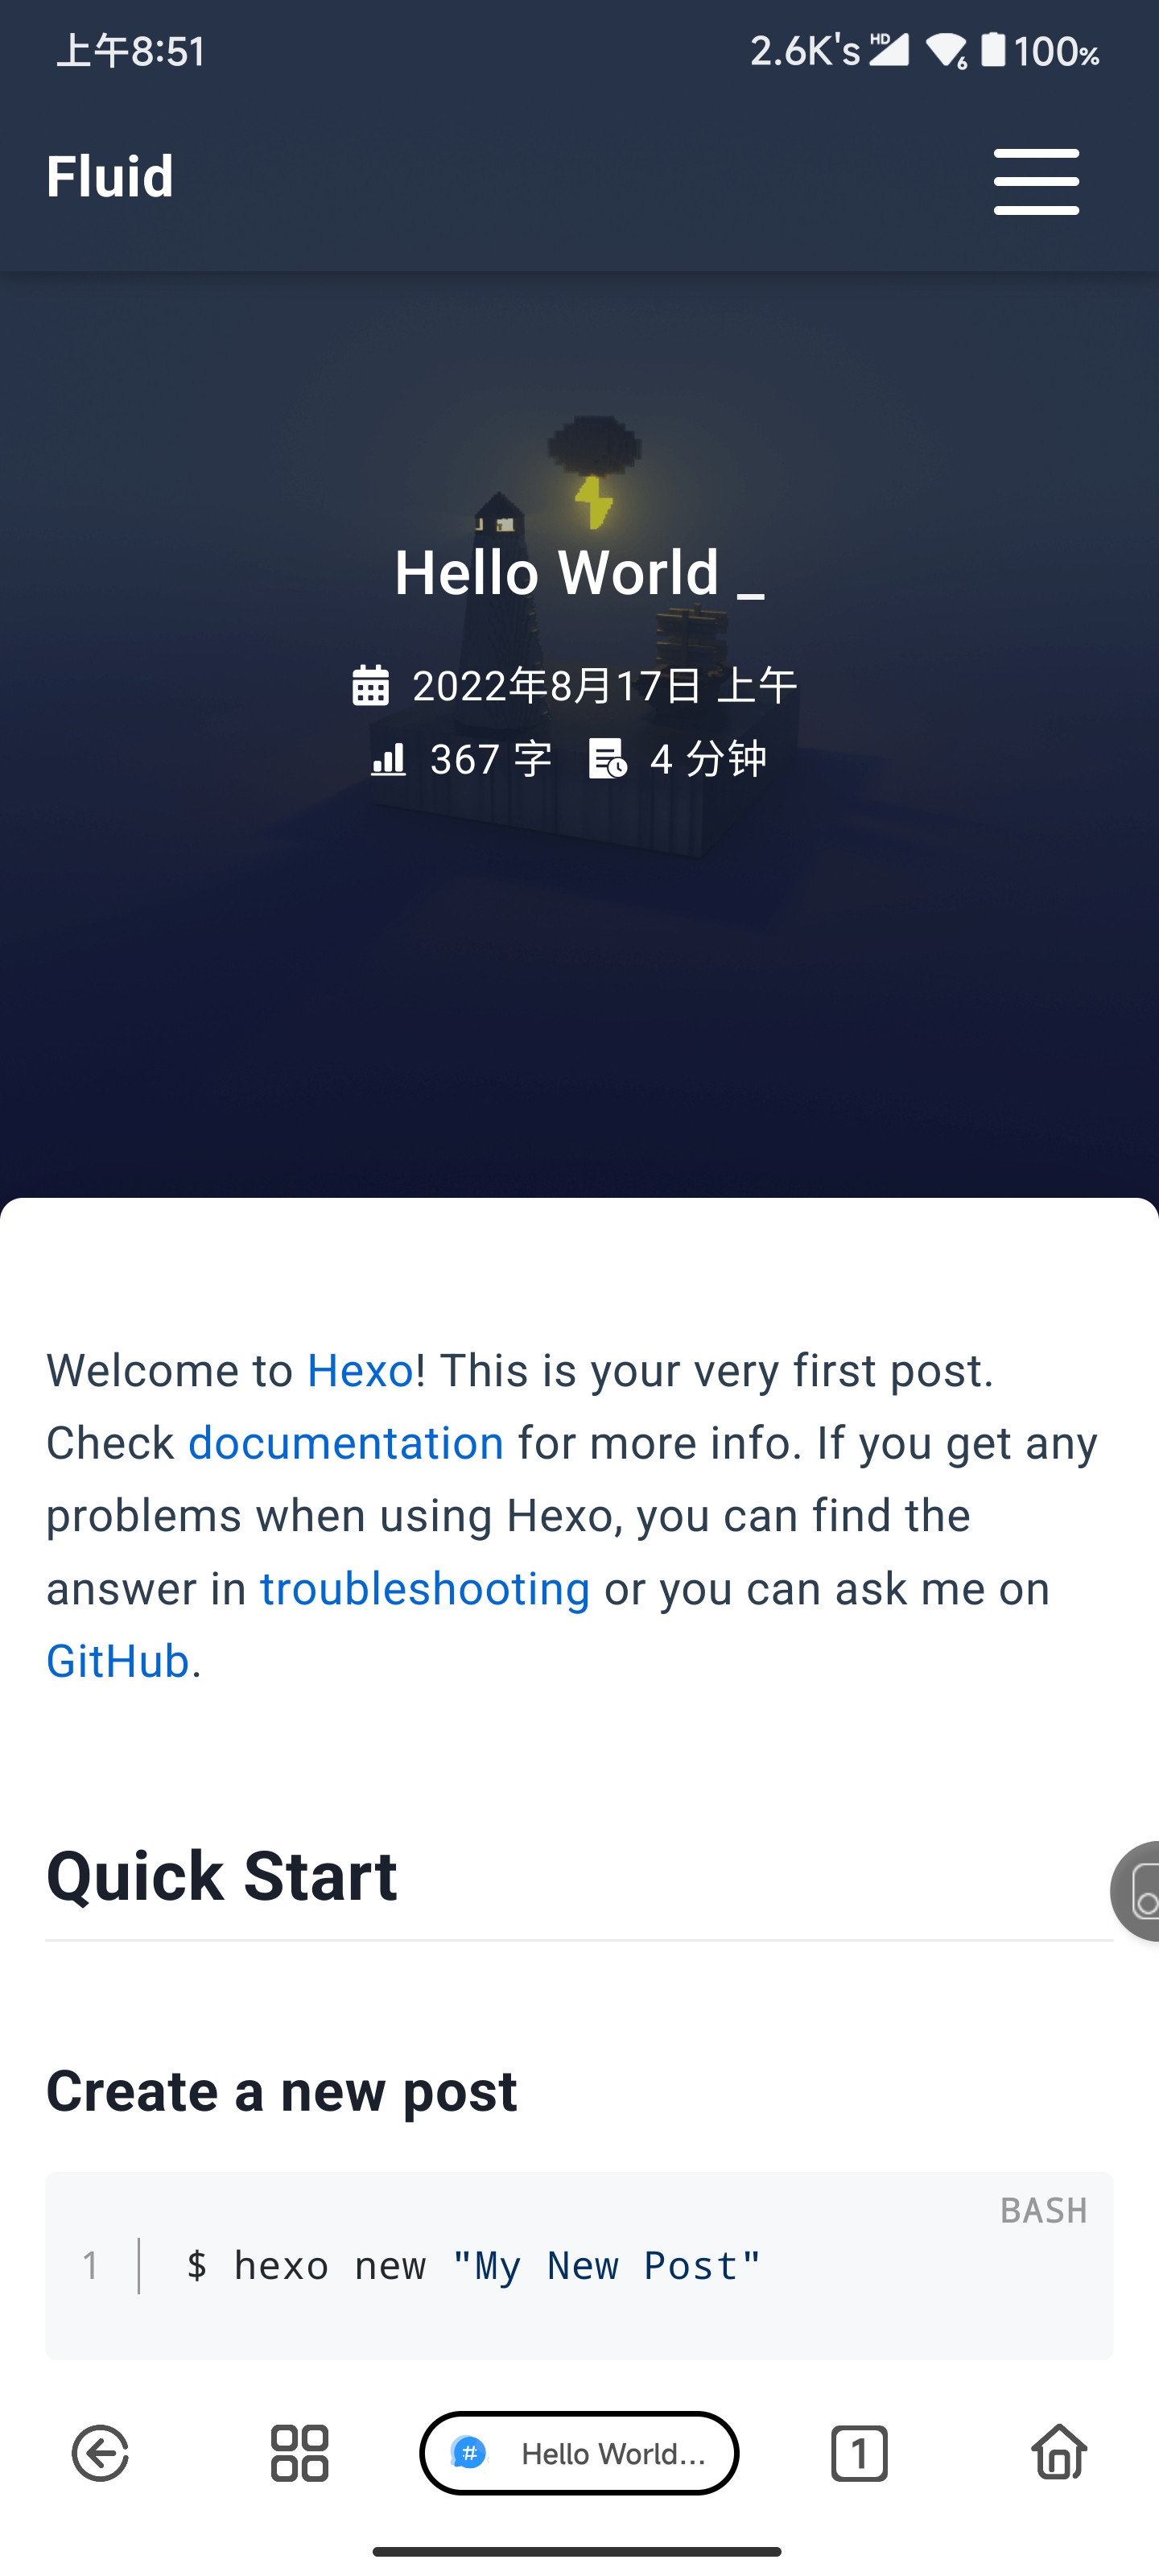 上午8:51
2.6K's HD 6 100%
Fluid
Hello World _
2022年8月17日 上午
367 字 4 分钟
Welcome to Hexo! This is your very first post.
Check documentation for more info. If you get any
problems when using Hexo, you can find the
answer in troubleshooting or you can ask me on
GitHub.
Quick Start
Create a new post
BASH
1 $ hexo new "My New Post"
# Hello World... 1